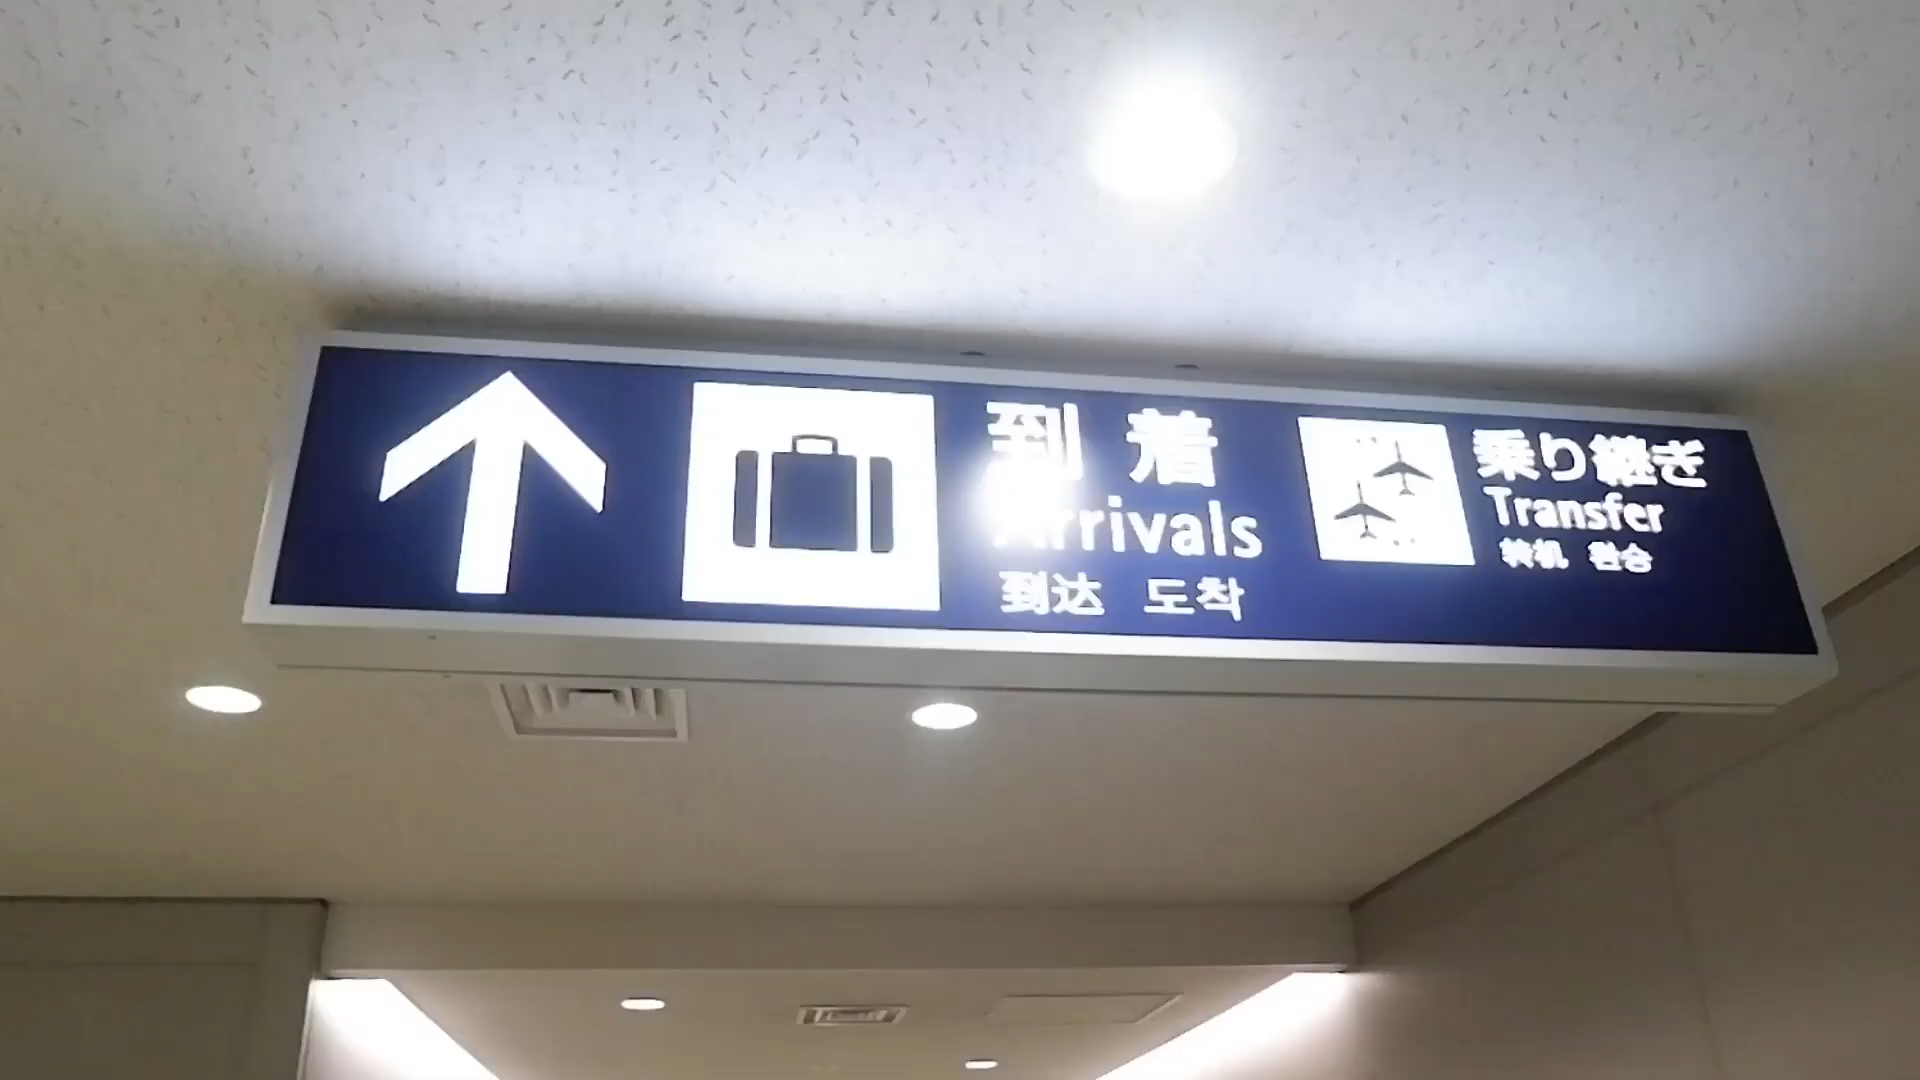 到着
Arrivals
到达 도착
乗り継ぎ
Transfer
转机 환승